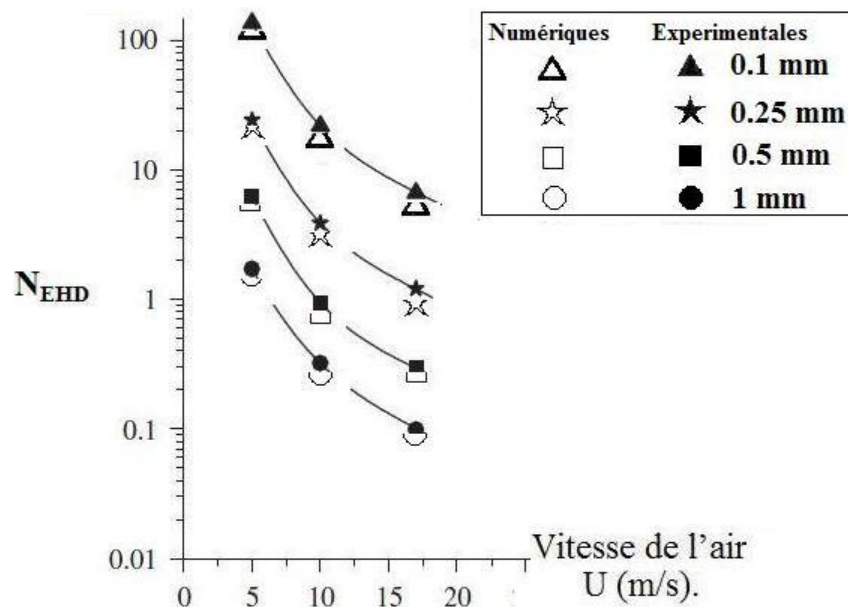 100
10
1
0.1
0.01
N_EHD
0 5 10 15 20
Vitesse de l'air
U (m/s).
Numériques Experimentales
0.1 mm
0.25 mm
0.5 mm
1 mm